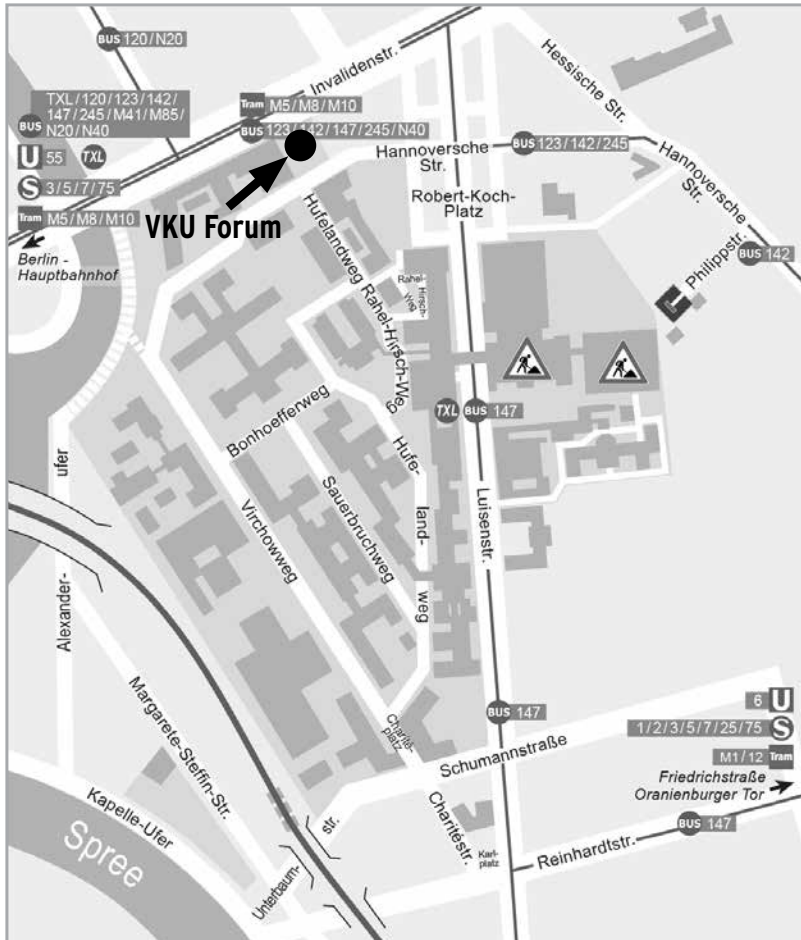 BUS 120/N20
Invalidenstr.
Hessische Str.
TXL/120/123/142/
147/245/M41/M85/
BUS N20/N40
U 55 TXL
S 3/5/7/75
Tram M5/M8/M10
Berlin -
Hauptbahnhof
Tram M5/M8/M10
BUS 123/142/147/245/N40
VKU Forum
Hannoversche
Str.
BUS 123/142/245
Hannoversche
Str.
Robert-Koch-
Platz
Philippstr.
BUS 142
Hufelandweg
Rahel-
Hirsch-
Weg
Rahel-Hirsch-We
g
TXL BUS 147
Bonhoefferweg
Hufe-
land-
weg
Sauerbruchweg
Virchowweg
Luisenstr.
ufer
Alexander-
Margarete-Steffin-Str.
Kapelle-Ufer
Spree
Charité-
platz
BUS 147
Schumannstraße
6 U
1/2/3/5/7/25/75 S
M1/12 Tram
Friedrichstraße
Oranienburger Tor
Charitéstr.
str.
Unterbaum-
Karl-
platz
Reinhardtstr.
BUS 147